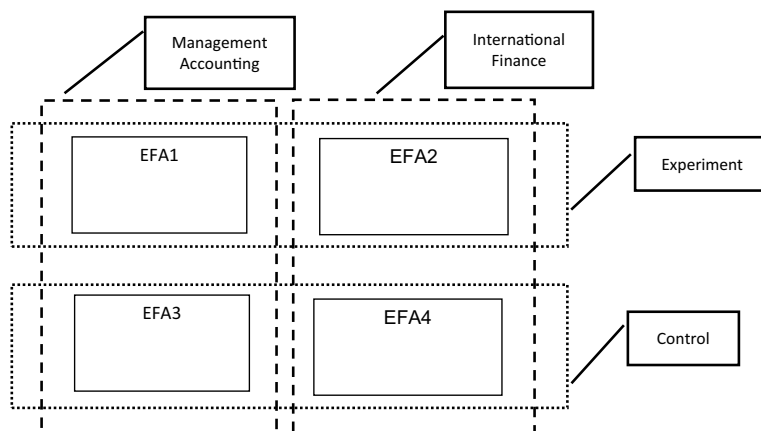 Management
Accounting
International
Finance
EFA1
EFA2
Experiment
EFA3
EFA4
Control